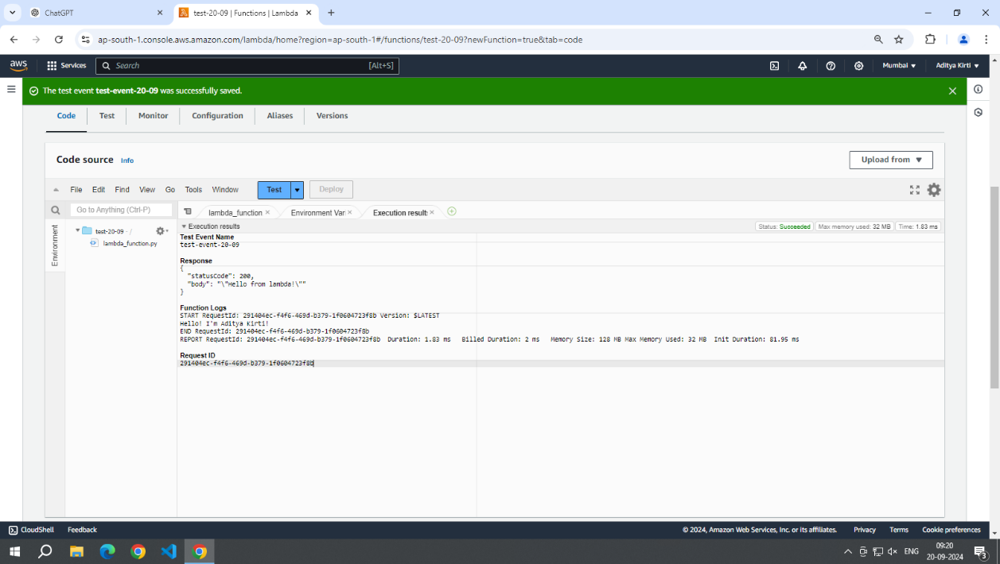 ChatGPT
test-20-09 | Functions | Lambda
ap-south-1.console.aws.amazon.com/lambda/home?region=ap-south-1#/functions/test-20-09?newFunction=true&tab=code
aws Services Search [Alt+S] Mumbai Aditya Kirti
The test event test-event-20-09 was successfully saved.
Code Test Monitor Configuration Aliases Versions
Code source Info Upload from
File Edit Find View Go Tools Window Test Deploy
Go to Anything (Ctrl-P) lambda_function Environment Var Execution results
Execution results Status: Succeeded Max memory used: 32 MB Time: 1.83 ms
Environment
test-20-09 - /
lambda_function.py
Test Event Name
test-event-20-09
Response
{
"statusCode": 200,
"body": "\"Hello from lambda!\""
}
Function Logs
START RequestId: 291404ec-f4f6-469d-b379-1f0604723f8b Version: $LATEST
Hello! I'm Aditya Kirti!
END RequestId: 291404ec-f4f6-469d-b379-1f0604723f8b
REPORT RequestId: 291404ec-f4f6-469d-b379-1f0604723f8b Duration: 1.83 ms Billed Duration: 2 ms Memory Size: 128 MB Max Memory Used: 32 MB Init Duration: 81.95 ms
Request ID
291404ec-f4f6-469d-b379-1f0604723f8b
CloudShell Feedback © 2024, Amazon Web Services, Inc. or its affiliates. Privacy Terms Cookie preferences
ENG 09:20
20-09-2024
3